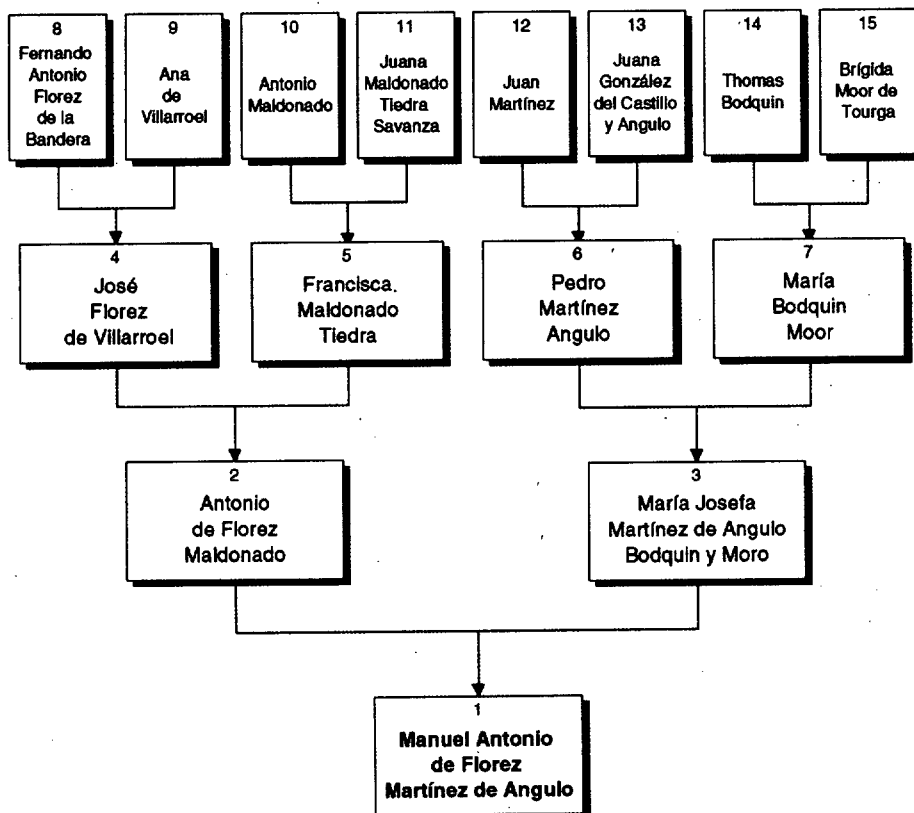 8
Fernando
Antonio
Florez
de la
Bandera
9
Ana
de
Villarroel
10
Antonio
Maldonado
11
Juana
Maldonado
Tiedra
Savanza
12
Juan
Martínez
13
Juana
González
del Castillo
y Angulo
14
Thomas
Bodquin
15
Brígida
Moor de
Tourga
4
José
Florez
de Villarroel
5
Francisca.
Maldonado
Tiedra
6
Pedro
Martínez
Angulo
7
María
Bodquin
Moor
2
Antonio
de Florez
Maldonado
3
María Josefa
Martínez de Angulo
Bodquin y Moro
1
Manuel Antonio
de Florez
Martínez de Angulo